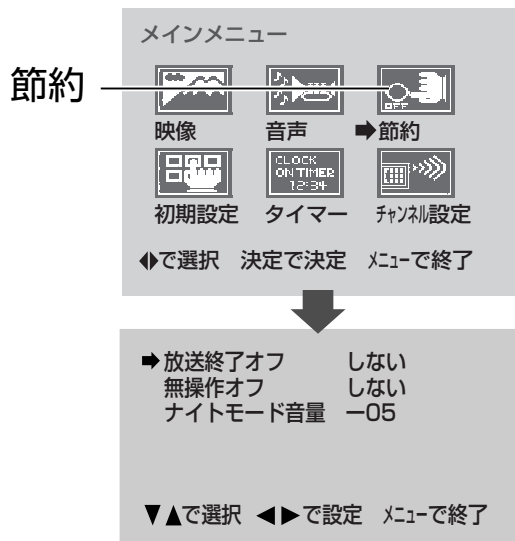 メインメニュー
節約
OFF
映像 音声 ➡節約
CLOCK
ON TIMER
12:34
初期設定 タイマー チャンネル設定
◀▶で選択 決定で決定 メニューで終了
➡放送終了オフ しない
無操作オフ しない
ナイトモード音量 ー05
▼▲で選択 ◀▶で設定 メニューで終了